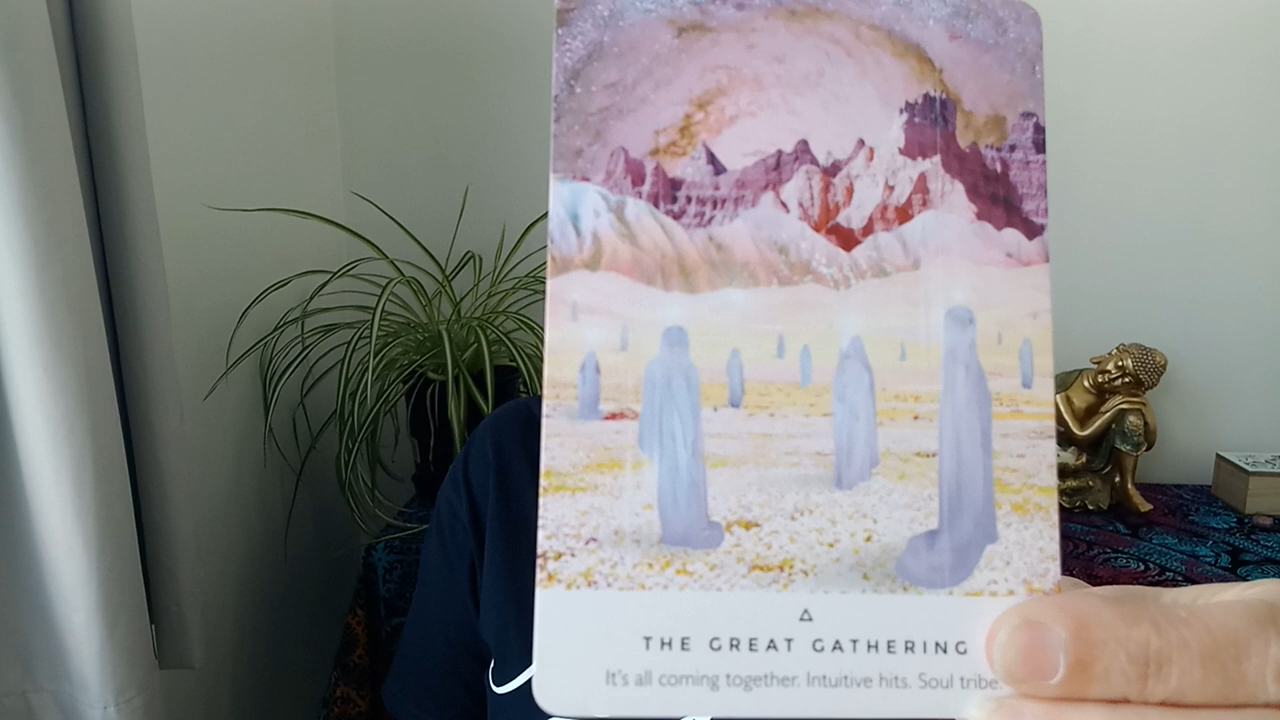 THE GREAT GATHERING
It's all coming together. Intuitive hits. Soul tribe.